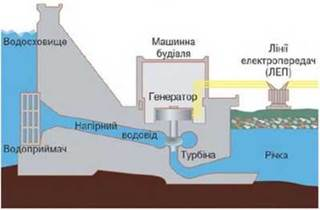 Водосховище
Машинна
будівля
Лінії
електропередач
(ЛЕП)
Генератор
Напірний
водовід
Водоприймач
Турбіна
Річка